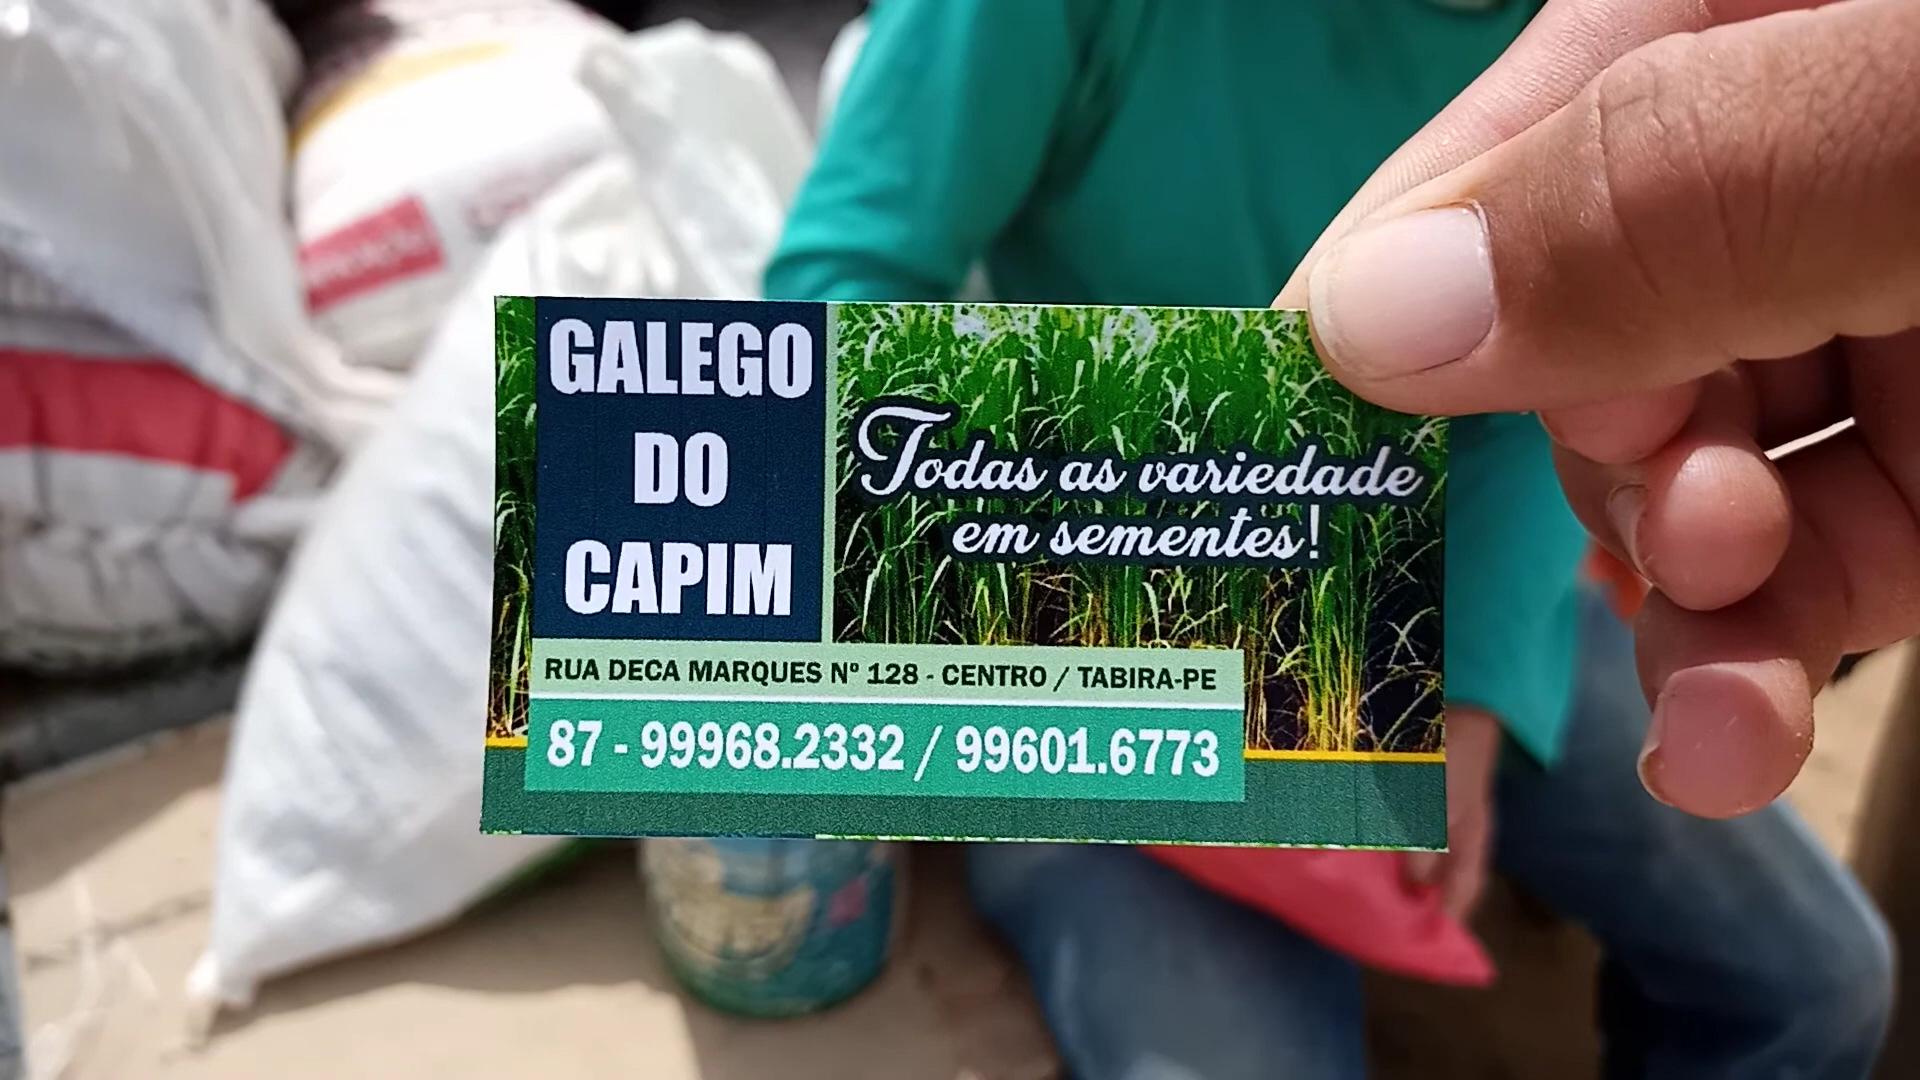 GALEGO
DO
CAPIM
Todas as variedade
em sementes!
RUA DECA MARQUES Nº 128 - CENTRO / TABIRA-PE
87 - 99968.2332 / 99601.6773